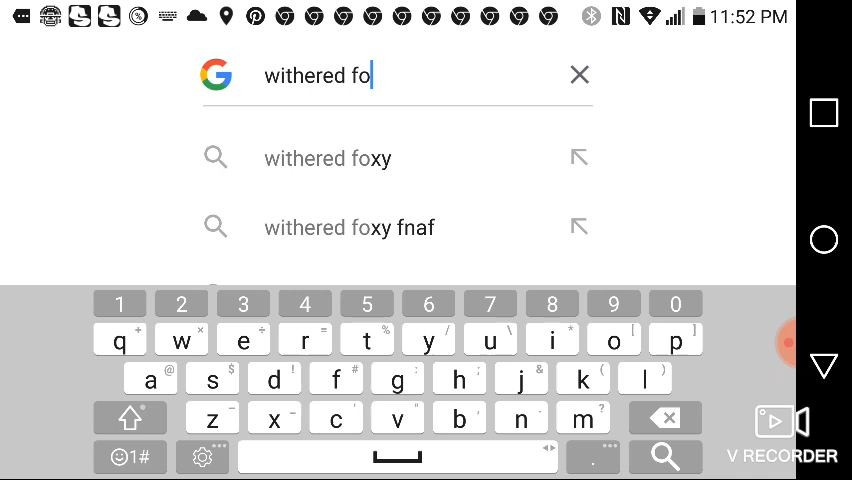 11:52 PM
withered fo
withered foxy
withered foxy fnaf
1 2 3 4 5 6 7 8 9 0
q + w × e ÷ r = t % y / u \ i * o [ p ]
a @ s $ d ! f # g : h ; j & k ( l )
z _ x - c ' v " b , n . m ?
1# .
V RECORDER